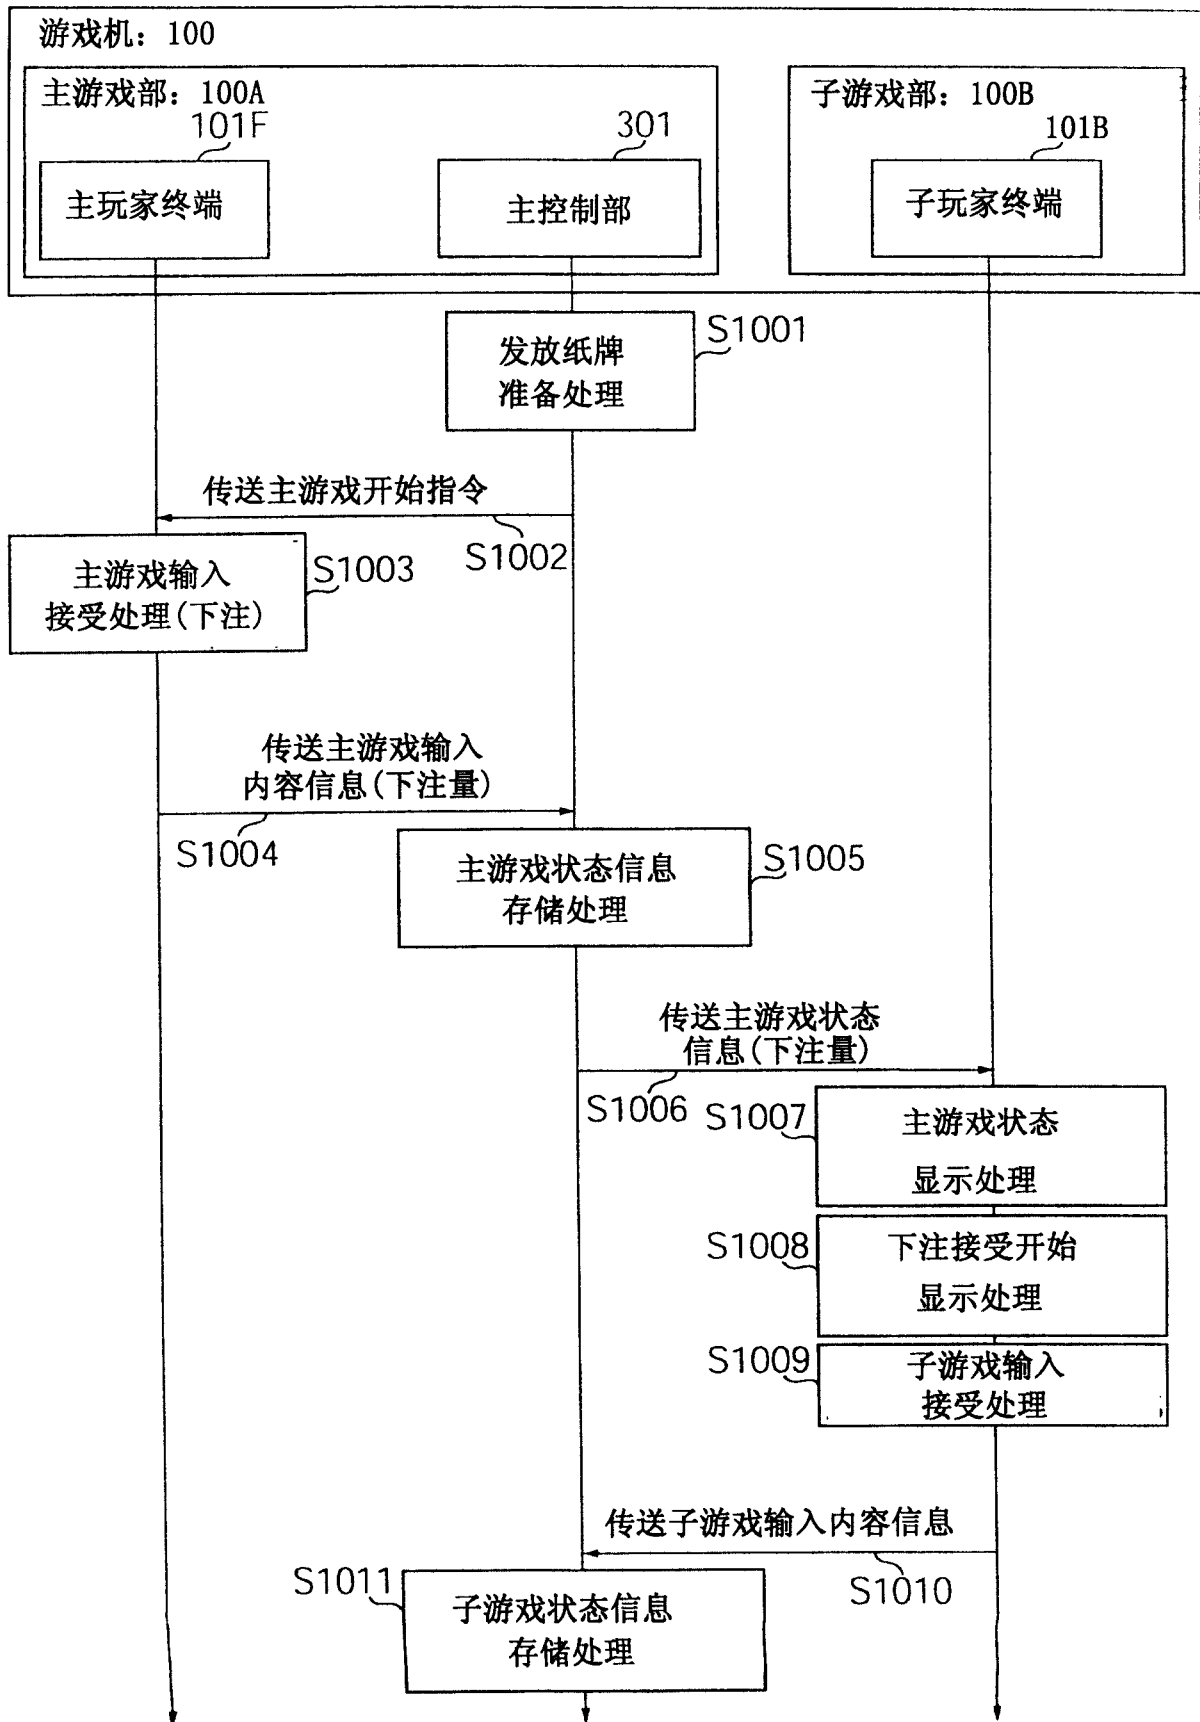 游戏机：100
主游戏部：100A
子游戏部：100B
101F
301
101B
主玩家终端
主控制部
子玩家终端
S1001
发放纸牌
准备处理
传送主游戏开始指令
S1002
S1003
主游戏输入
接受处理(下注)
传送主游戏输入
内容信息(下注量)
S1004
S1005
主游戏状态信息
存储处理
传送主游戏状态
信息(下注量)
S1006
S1007
主游戏状态
显示处理
S1008
下注接受开始
显示处理
S1009
子游戏输入
接受处理
传送子游戏输入内容信息
S1010
S1011
子游戏状态信息
存储处理